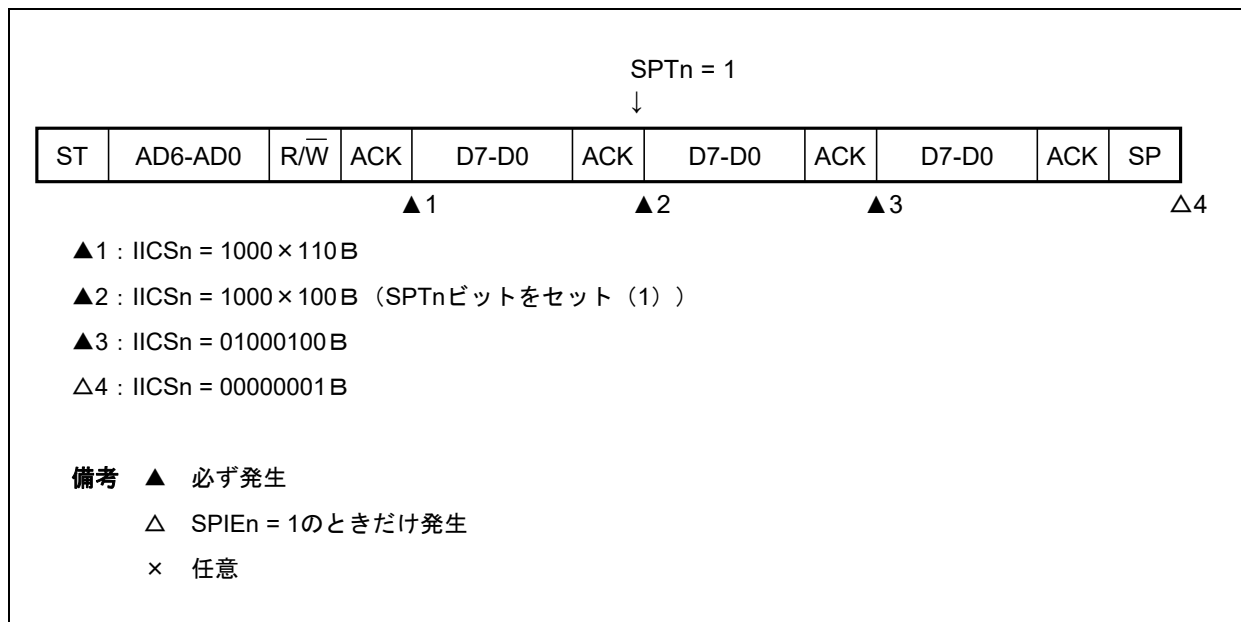 SPTn = 1
↓
ST AD6-AD0 R/W̅ ACK D7-D0 ACK D7-D0 ACK D7-D0 ACK SP
▲1 ▲2 ▲3 △4
▲1：IICSn = 1000×110B
▲2：IICSn = 1000×100B（SPTnビットをセット（1））
▲3：IICSn = 01000100B
△4：IICSn = 00000001B
備考 ▲ 必ず発生
△ SPIEn = 1のときだけ発生
× 任意